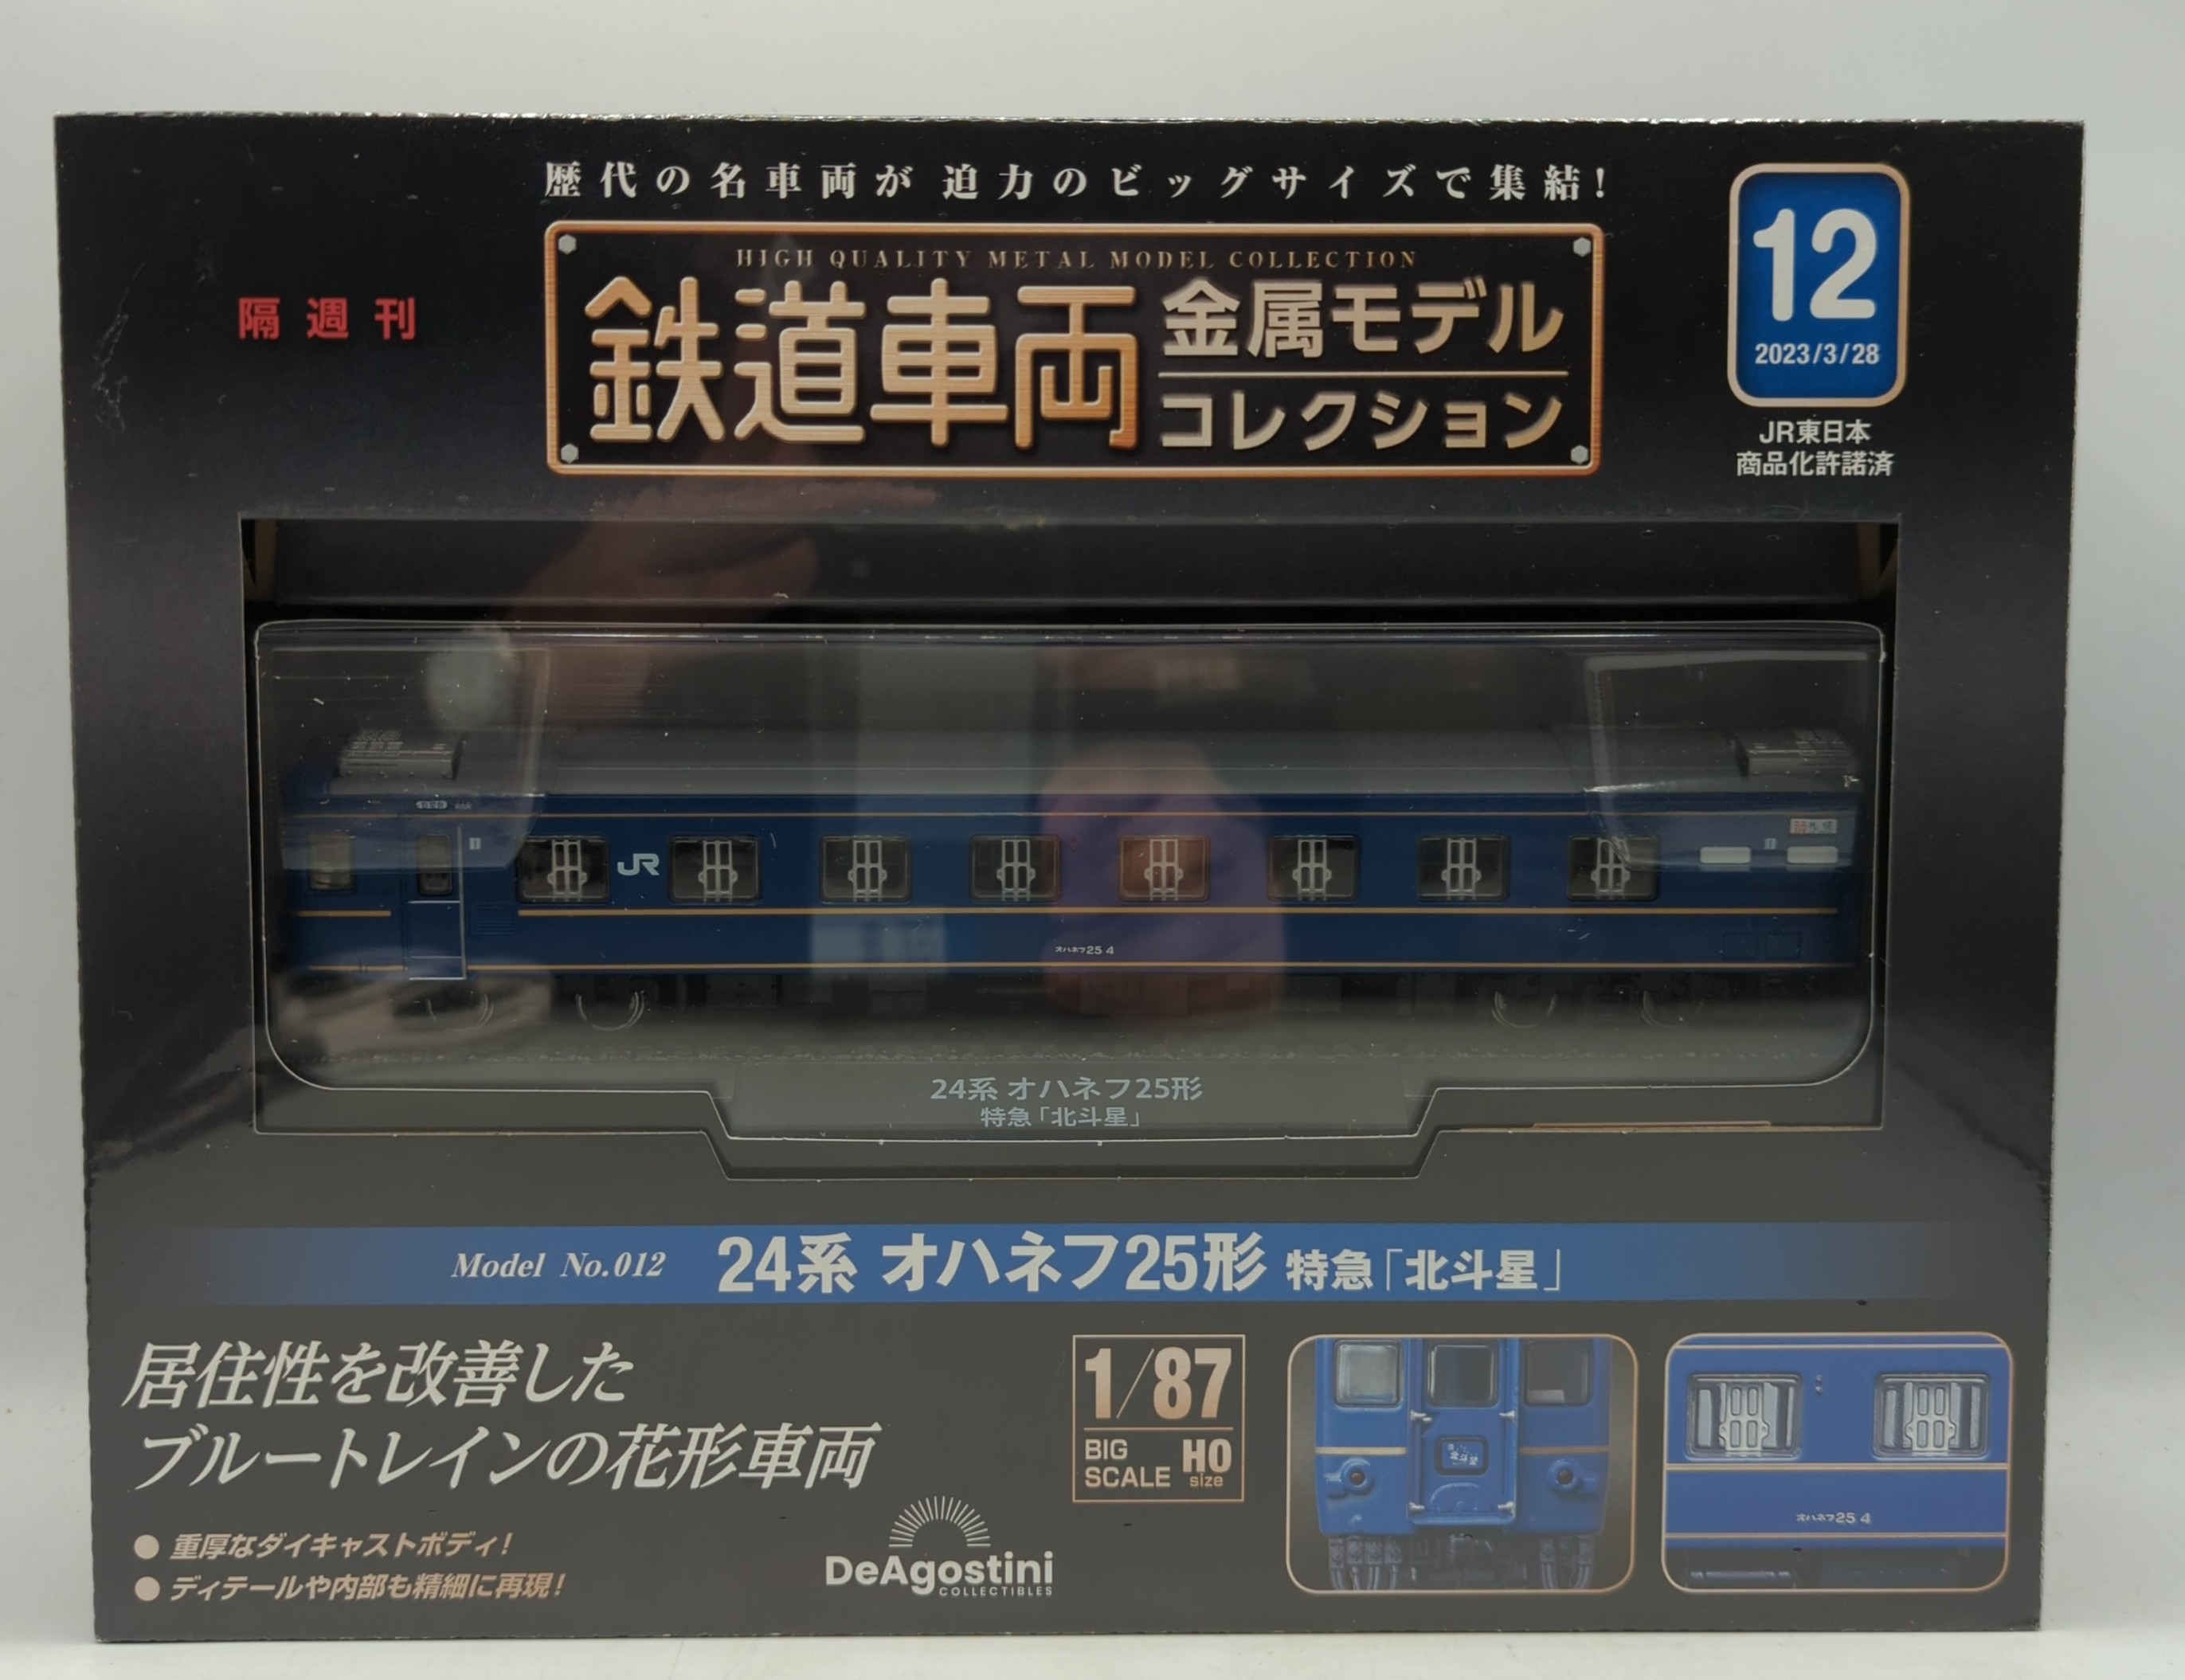 歴代の名車両が迫力のビッグサイズで集結!
隔週刊
HIGH QUALITY METAL MODEL COLLECTION
鉄道車両
金属モデル
コレクション
12
2023/3/28
JR東日本
商品化許諾済
JR
オハネフ25 4
24系 オハネフ25形
特急「北斗星」
Model No.012 24系 オハネフ25形 特急「北斗星」
居住性を改善した
ブルートレインの花形車両
● 重厚なダイキャストボディ!
● ディテールや内部も精細に再現!
DeAgostini
COLLECTIBLES
1/87
BIG SCALE
HO size
北斗星
オハネフ25 4